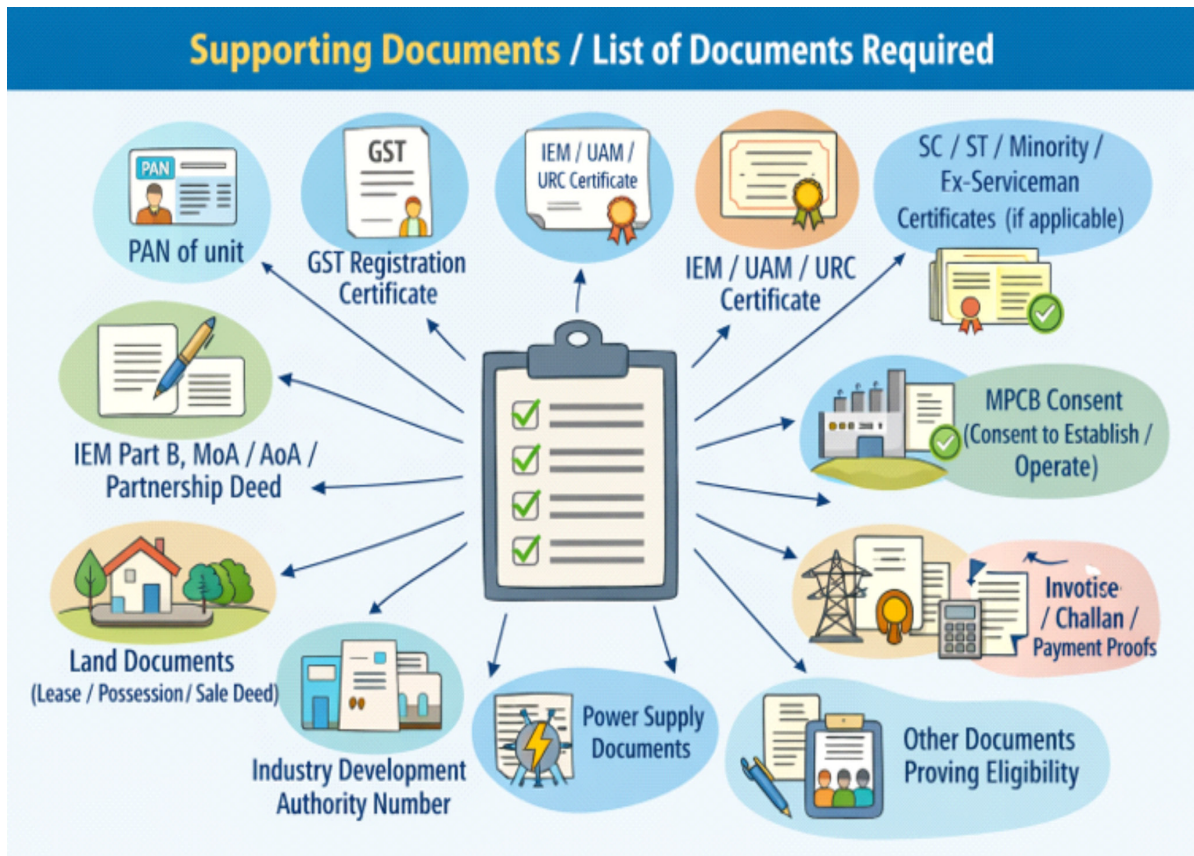 Supporting Documents / List of Documents Required
PAN
PAN of unit
GST
GST Registration
Certificate
IEM / UAM /
URC Certificate
IEM / UAM / URC
Certificate
SC / ST / Minority /
Ex-Serviceman
Certificates (if applicable)
IEM Part B, MoA / AoA /
Partnership Deed
MPCB Consent
(Consent to Establish /
Operate)
Land Documents
(Lease / Possession / Sale Deed)
Invotise
/ Challan /
Payment Proofs
Industry Development
Authority Number
Power Supply
Documents
Other Documents
Proving Eligibility